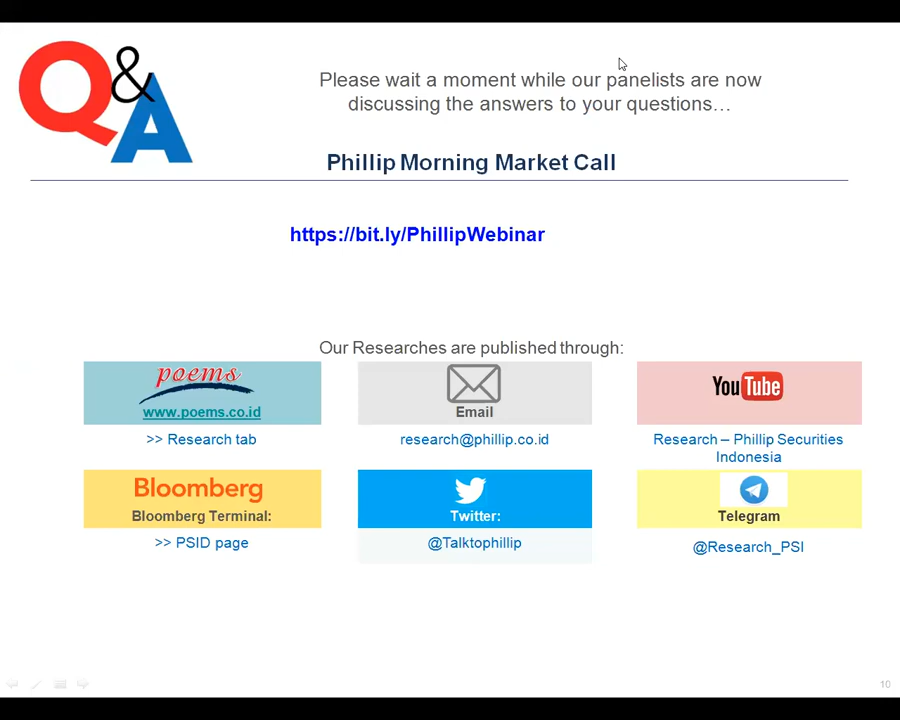 Q&A
Please wait a moment while our panelists are now
discussing the answers to your questions…
Phillip Morning Market Call
https://bit.ly/PhillipWebinar
Our Researches are published through:
poems
www.poems.co.id
>> Research tab
Email
research@phillip.co.id
YouTube
Research – Phillip Securities
Indonesia
Bloomberg
Bloomberg Terminal:
>> PSID page
Twitter:
@Talktophillip
Telegram
@Research_PSI
10